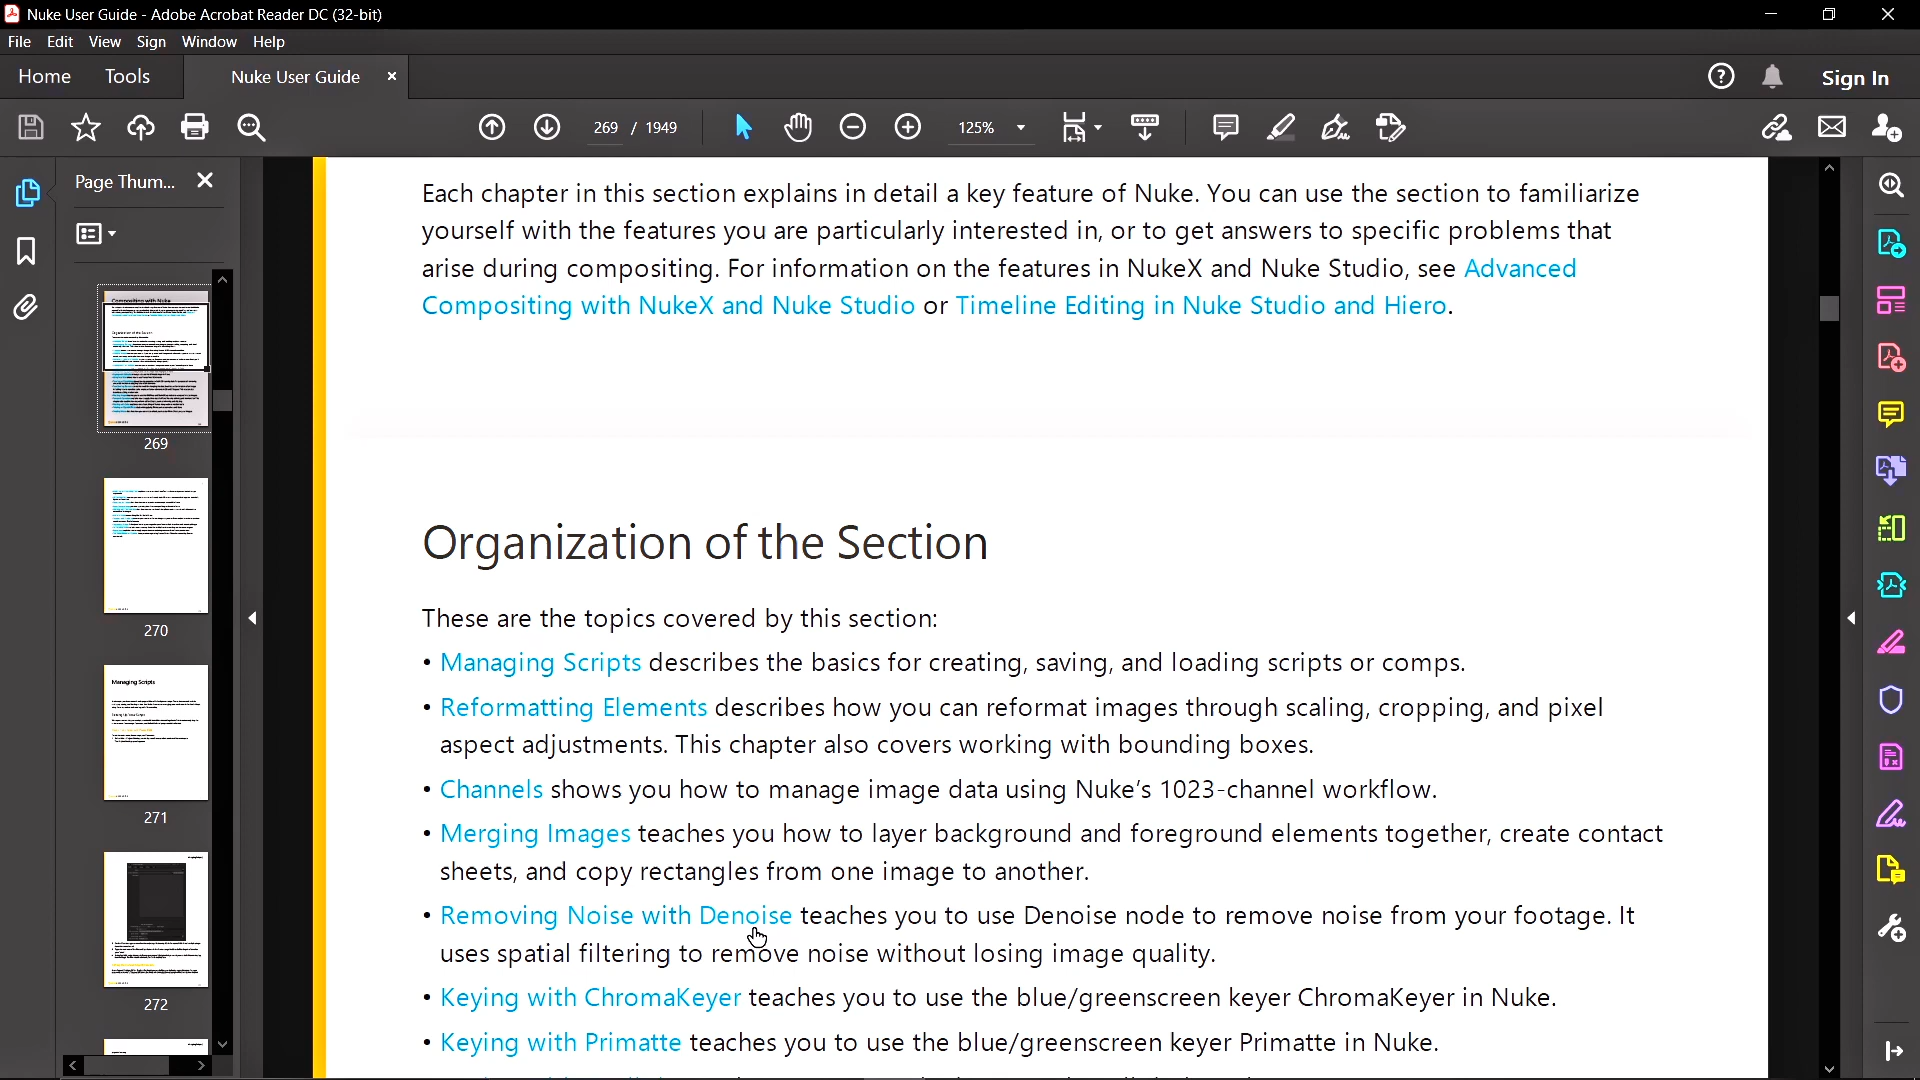 Nuke User Guide - Adobe Acrobat Reader DC (32-bit)
File Edit View Sign Window Help
Home Tools Nuke User Guide Sign In
269 / 1949 125%
Page Thum...
Each chapter in this section explains in detail a key feature of Nuke. You can use the section to familiarize
yourself with the features you are particularly interested in, or to get answers to specific problems that
arise during compositing. For information on the features in NukeX and Nuke Studio, see Advanced
Compositing with NukeX and Nuke Studio or Timeline Editing in Nuke Studio and Hiero.
Organization of the Section
These are the topics covered by this section:
• Managing Scripts describes the basics for creating, saving, and loading scripts or comps.
• Reformatting Elements describes how you can reformat images through scaling, cropping, and pixel
aspect adjustments. This chapter also covers working with bounding boxes.
• Channels shows you how to manage image data using Nuke’s 1023-channel workflow.
• Merging Images teaches you how to layer background and foreground elements together, create contact
sheets, and copy rectangles from one image to another.
• Removing Noise with Denoise teaches you to use Denoise node to remove noise from your footage. It
uses spatial filtering to remove noise without losing image quality.
• Keying with ChromaKeyer teaches you to use the blue/greenscreen keyer ChromaKeyer in Nuke.
• Keying with Primatte teaches you to use the blue/greenscreen keyer Primatte in Nuke.
269
270
Managing Scripts
271
272